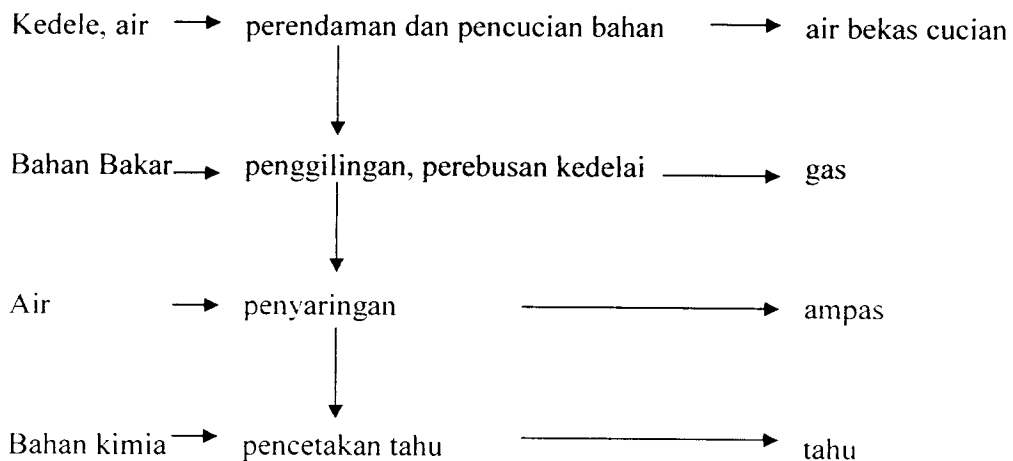 Kedele, air → perendaman dan pencucian bahan → air bekas cucian
Bahan Bakar → penggilingan, perebusan kedelai → gas
Air → penyaringan → ampas
Bahan kimia → pencetakan tahu → tahu